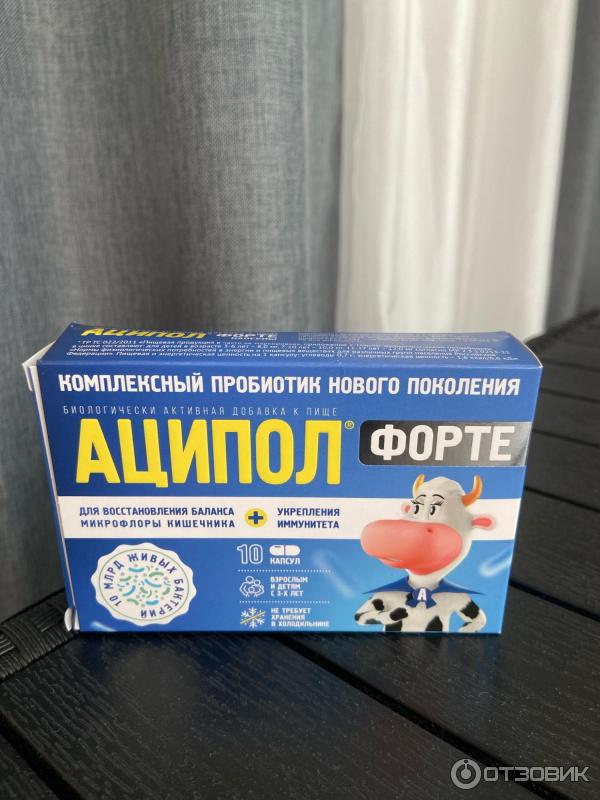 АЦИПОЛ® ФОРТЕ
КОМПЛЕКСНЫЙ ПРОБИОТИК НОВОГО ПОКОЛЕНИЯ
БИОЛОГИЧЕСКИ АКТИВНАЯ ДОБАВКА К ПИЩЕ
АЦИПОЛ® ФОРТЕ
ДЛЯ ВОССТАНОВЛЕНИЯ БАЛАНСА
МИКРОФЛОРЫ КИШЕЧНИКА
+
УКРЕПЛЕНИЯ
ИММУНИТЕТА
10 МЛРД ЖИВЫХ БАКТЕРИЙ
10 КАПСУЛ
ВЗРОСЛЫМ
И ДЕТЯМ
С 3-Х ЛЕТ
НЕ ТРЕБУЕТ
ХРАНЕНИЯ
В ХОЛОДИЛЬНИКЕ
А
ОТЗОВИК